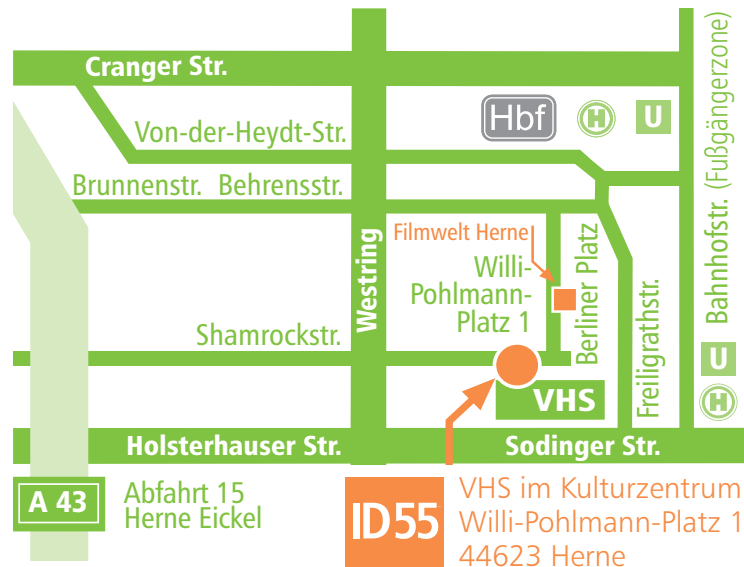 Cranger Str.
Von-der-Heydt-Str.
Hbf
H
U
Brunnenstr. Behrensstr.
Westring
Filmwelt Herne
Willi-
Pohlmann-
Platz 1
Berliner Platz
Freiligrathstr.
Bahnhofstr. (Fußgängerzone)
Shamrockstr.
U
H
VHS
Holsterhauser Str.
Sodinger Str.
A 43
Abfahrt 15
Herne Eickel
ID55
VHS im Kulturzentrum
Willi-Pohlmann-Platz 1
44623 Herne